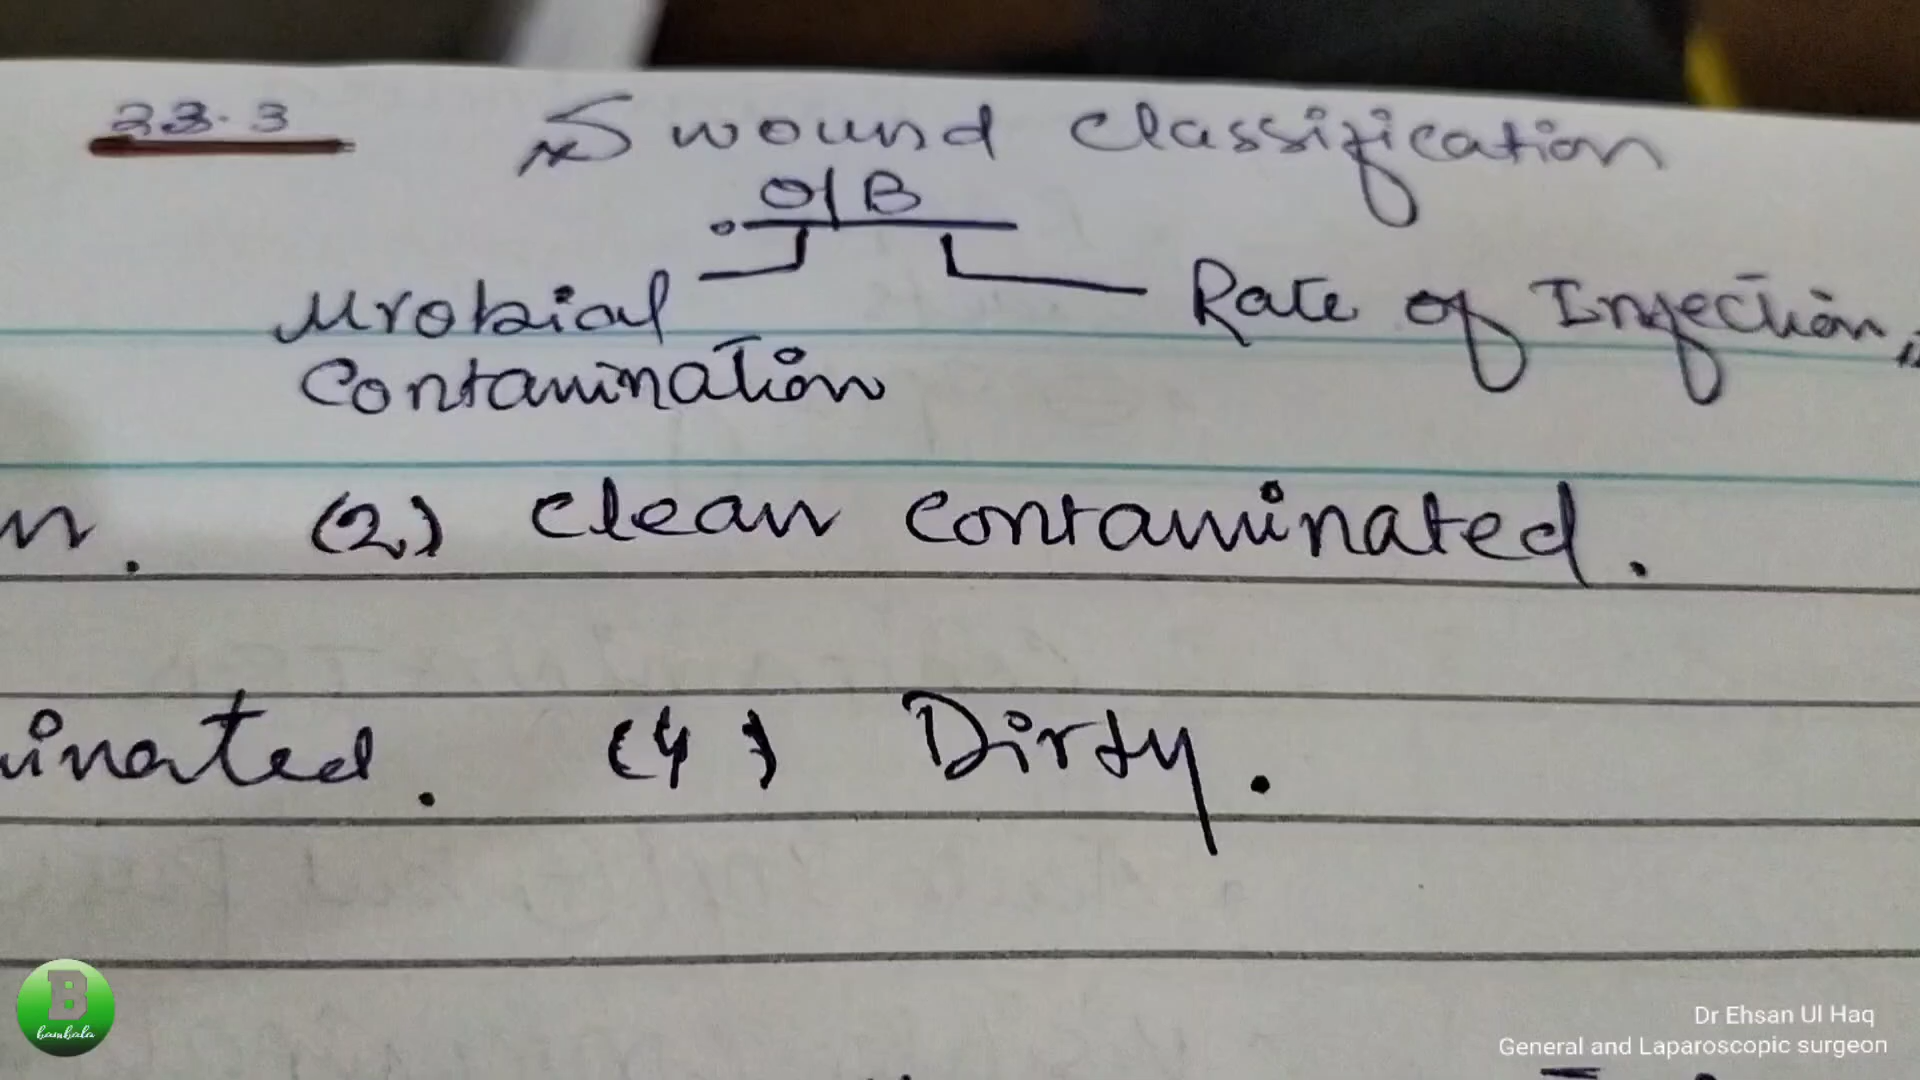 23.3 wound classification
O/B
Mrobial Rate of Infection
Contamination
n. (2) Clean Contaminated.
inated. (4) Dirty.
B
bambala
Dr Ehsan Ul Haq
General and Laparoscopic surgeon